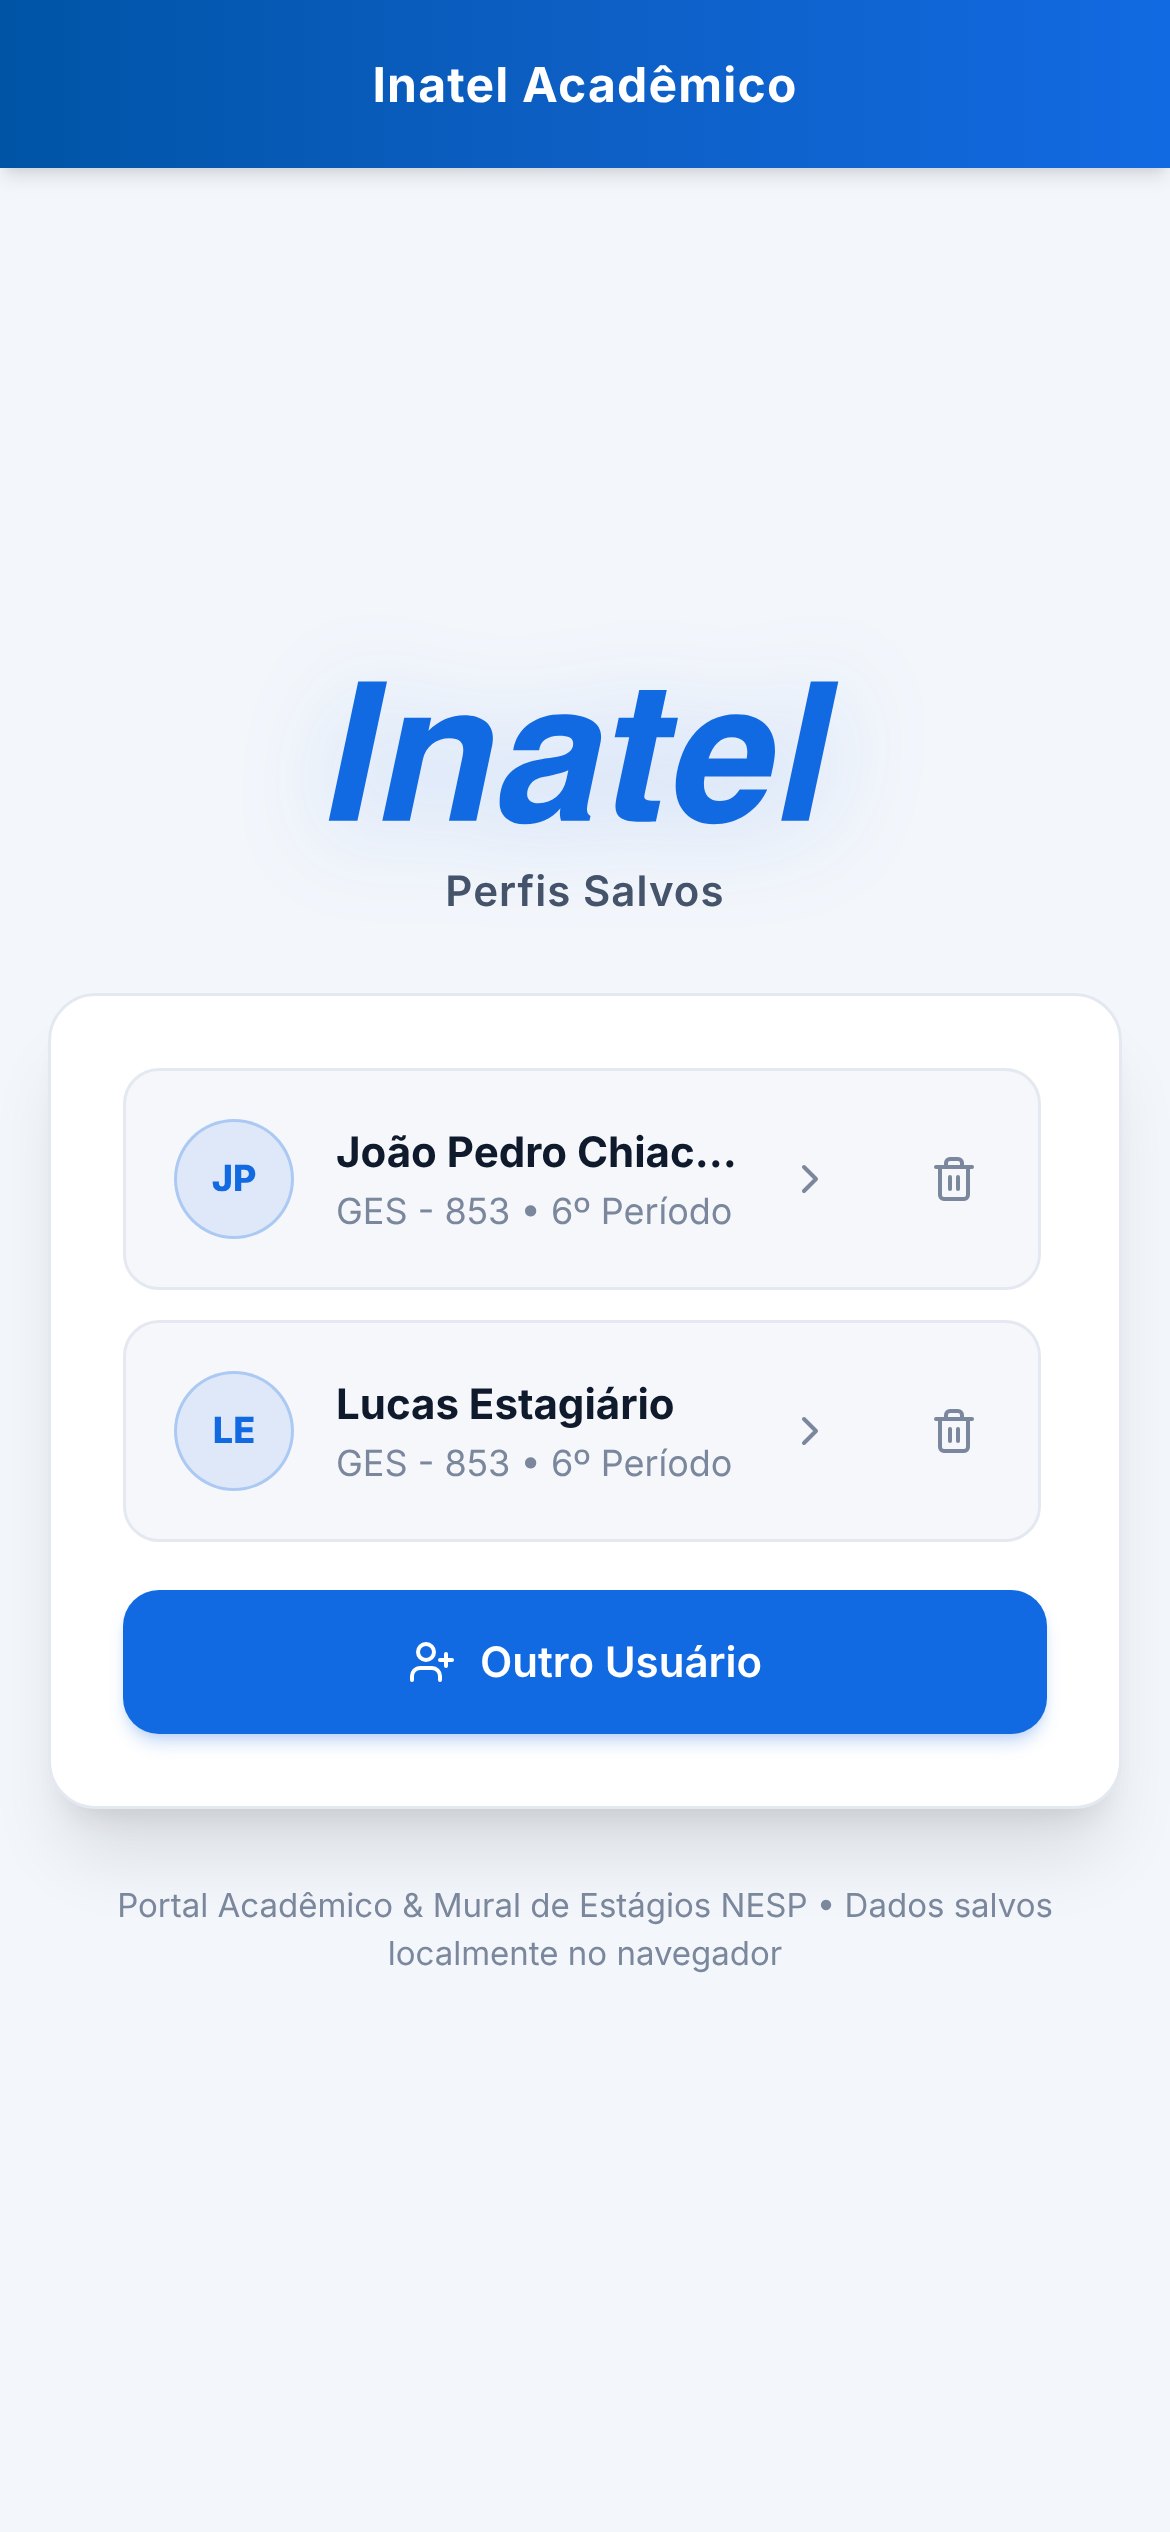 Inatel Acadêmico
Inatel
Perfis Salvos
JP
João Pedro Chiac...
GES - 853 • 6º Período
LE
Lucas Estagiário
GES - 853 • 6º Período
Outro Usuário
Portal Acadêmico & Mural de Estágios NESP • Dados salvos
localmente no navegador